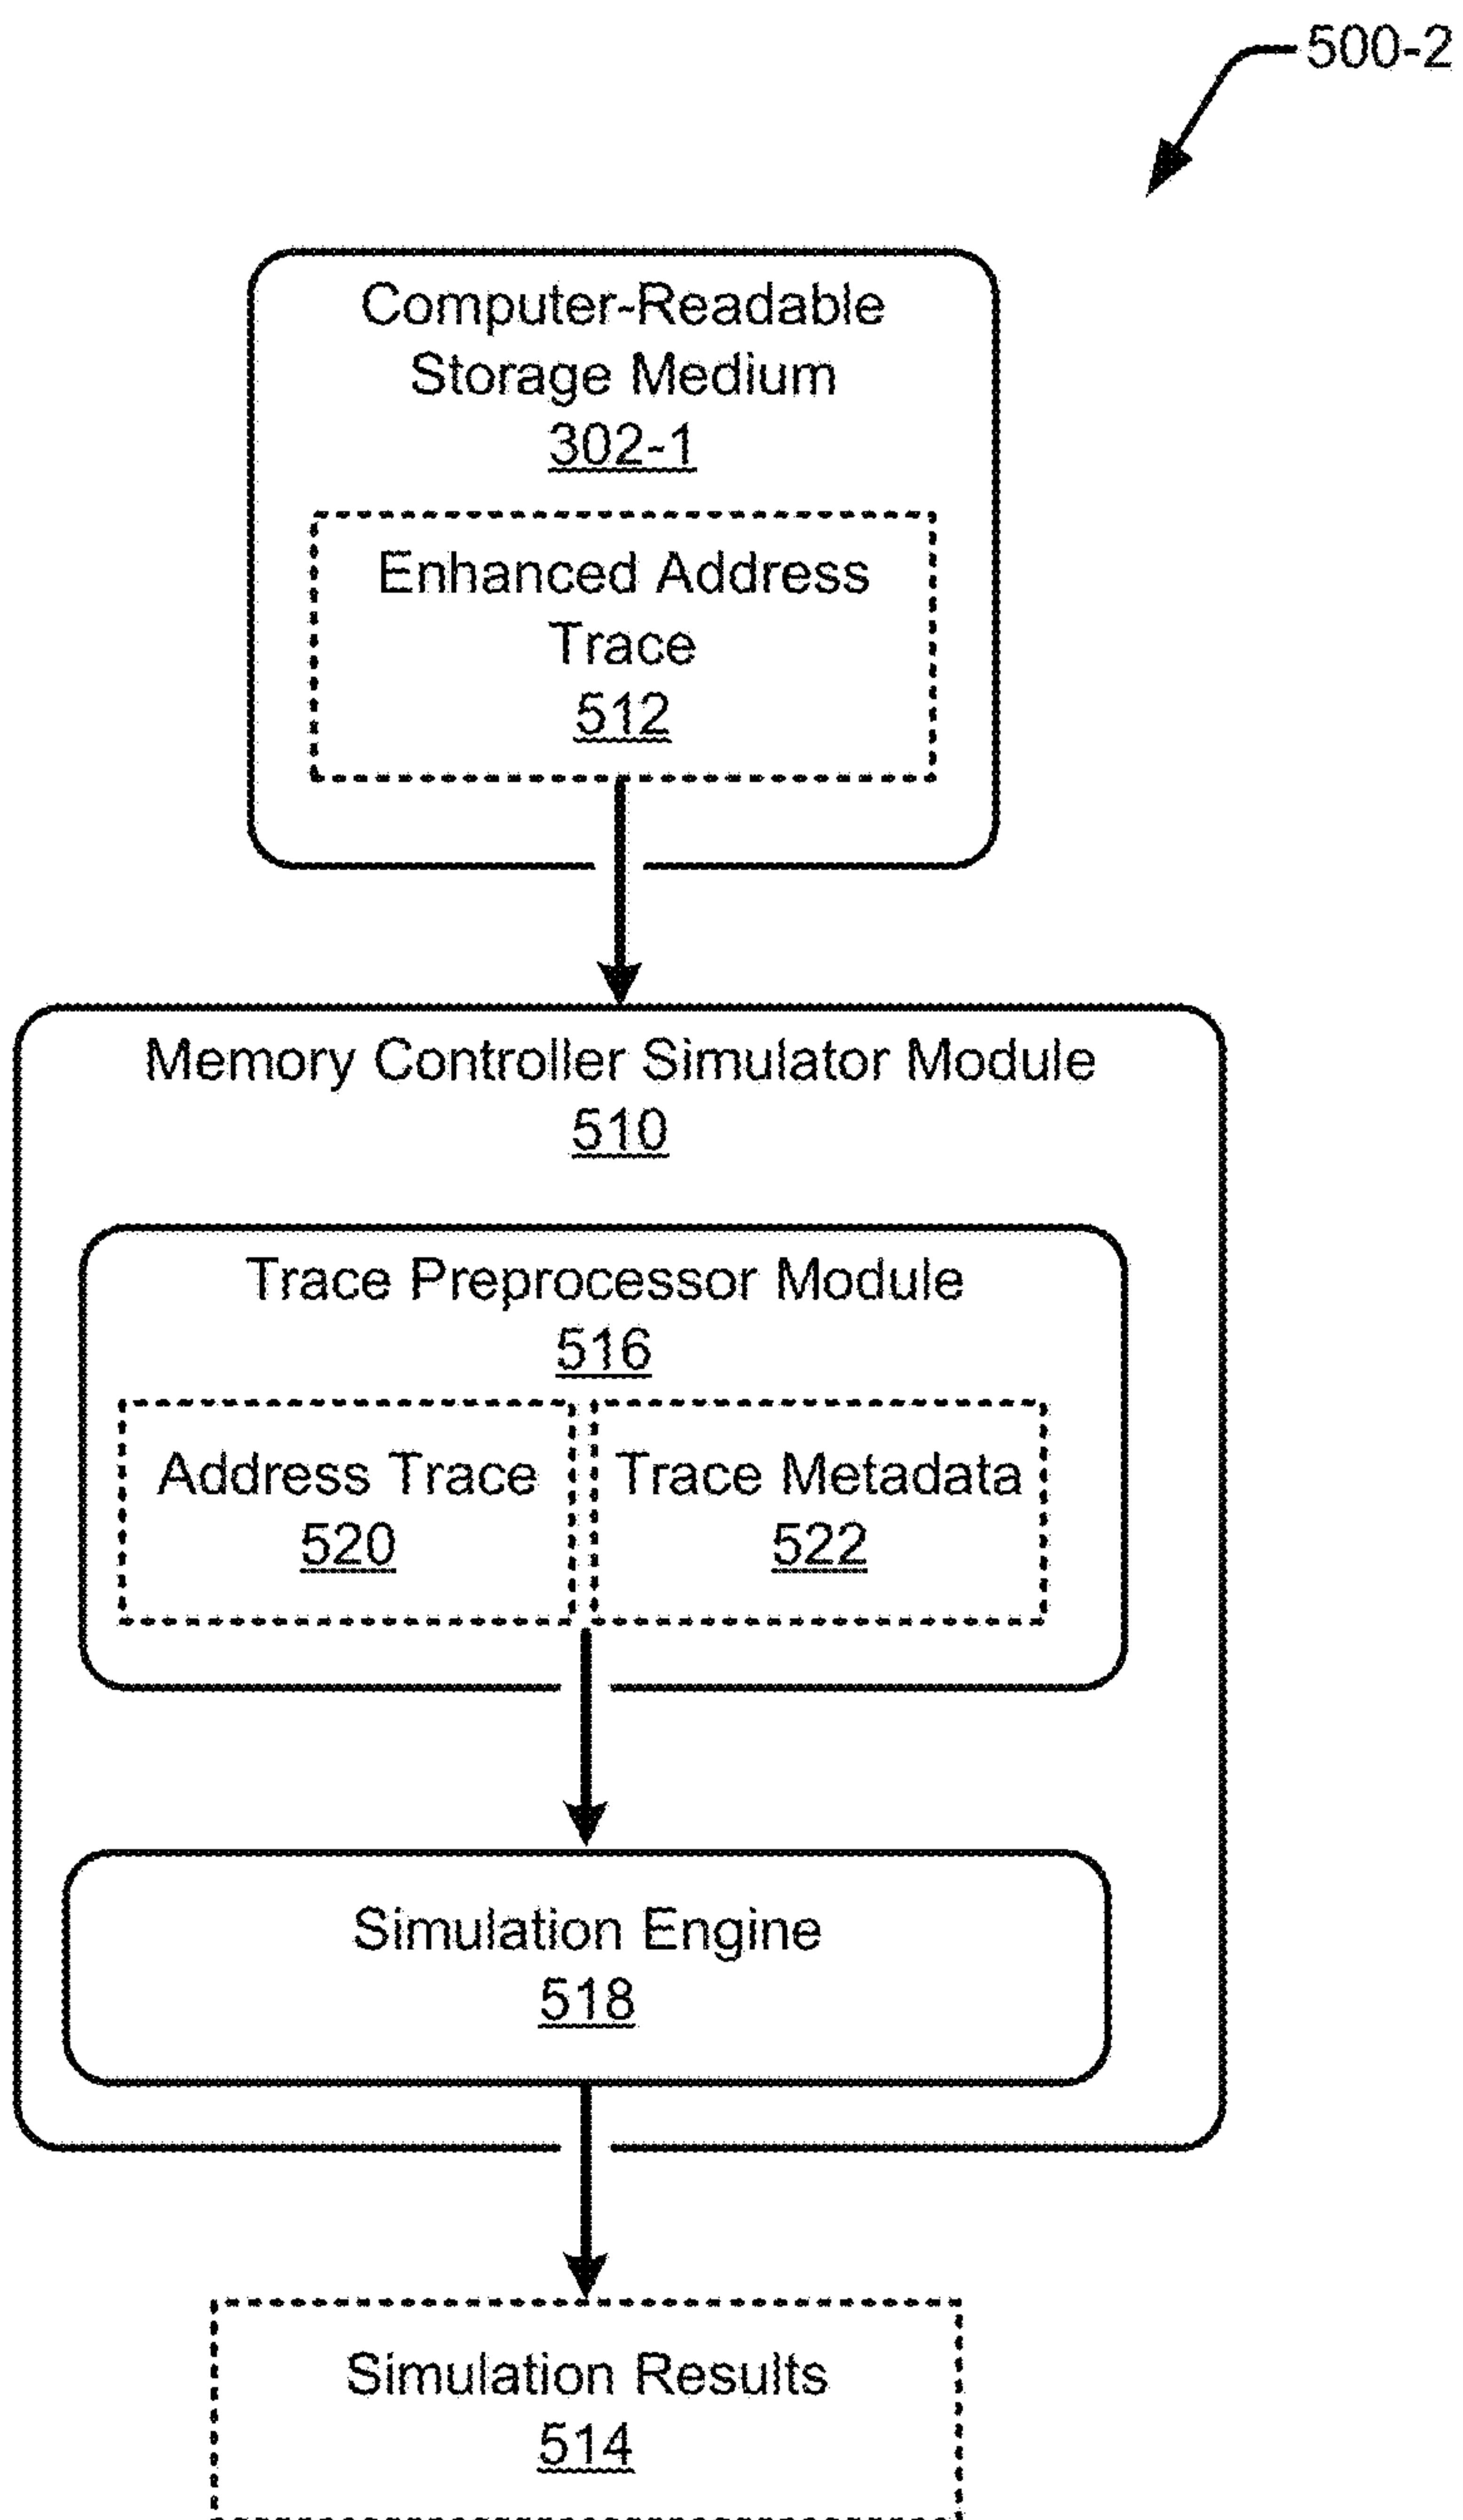 500-2
Computer-Readable
Storage Medium
302-1
Enhanced Address
Trace
512
Memory Controller Simulator Module
510
Trace Preprocessor Module
516
Address Trace
520
Trace Metadata
522
Simulation Engine
518
Simulation Results
514